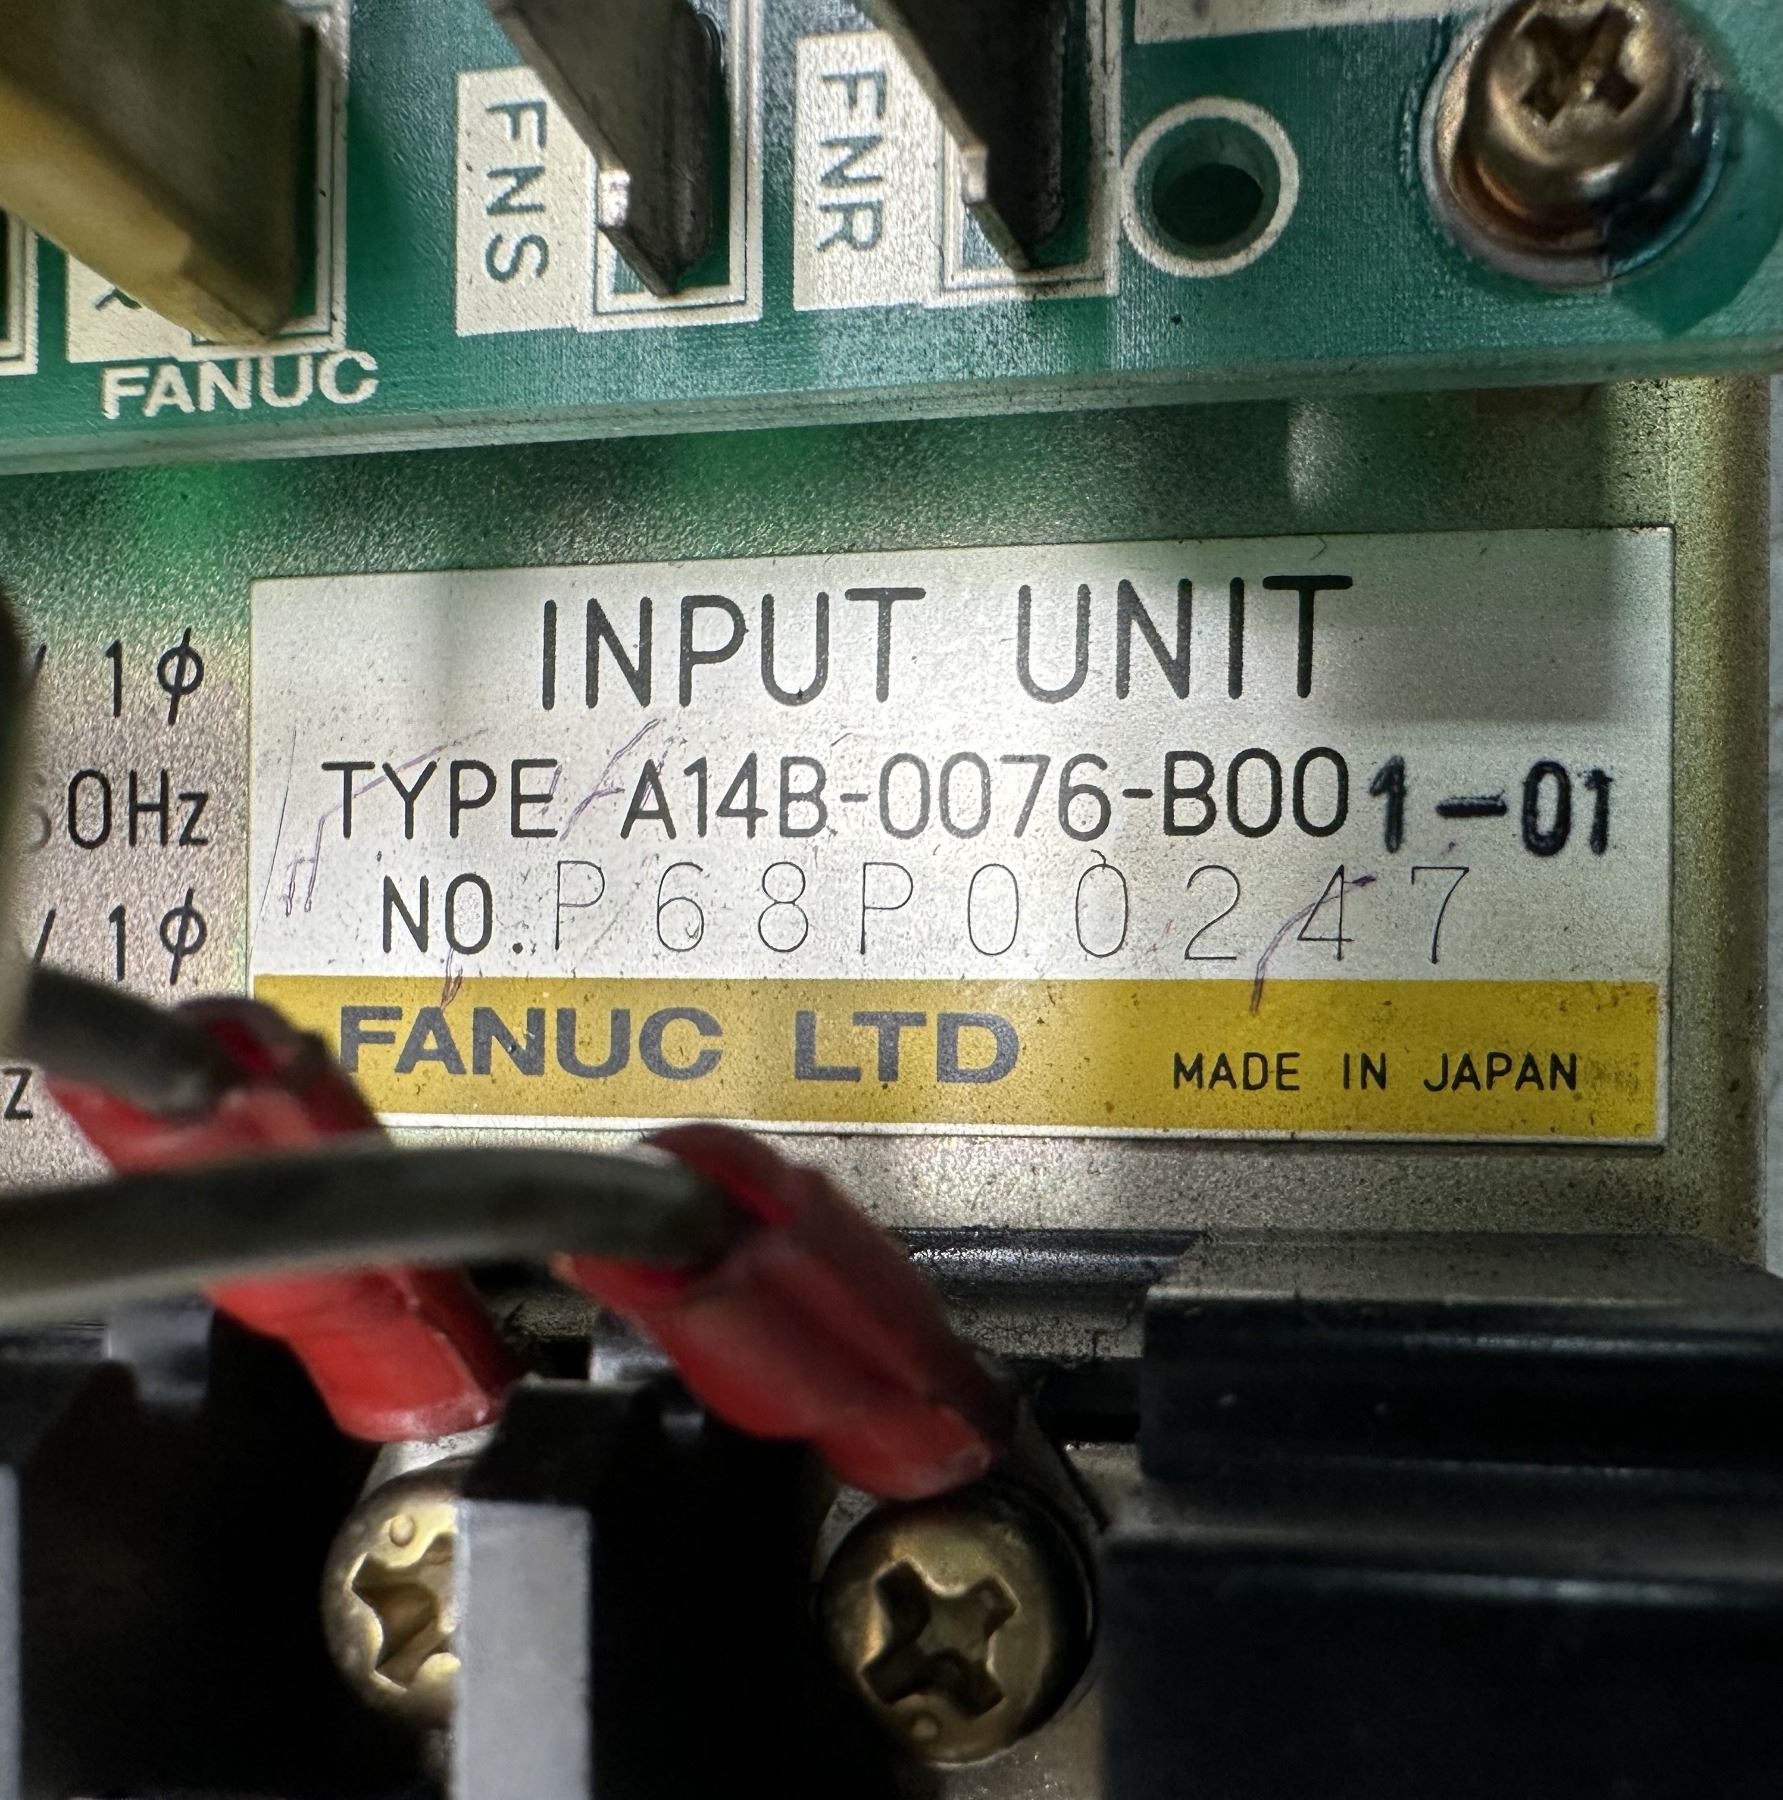 FNS
FNR
R
FANUC
INPUT UNIT
TYPE A14B-0076-B001-01
NO. P68P00247
FANUC LTD MADE IN JAPAN
/ 1φ
0Hz
/ 1φ
Z